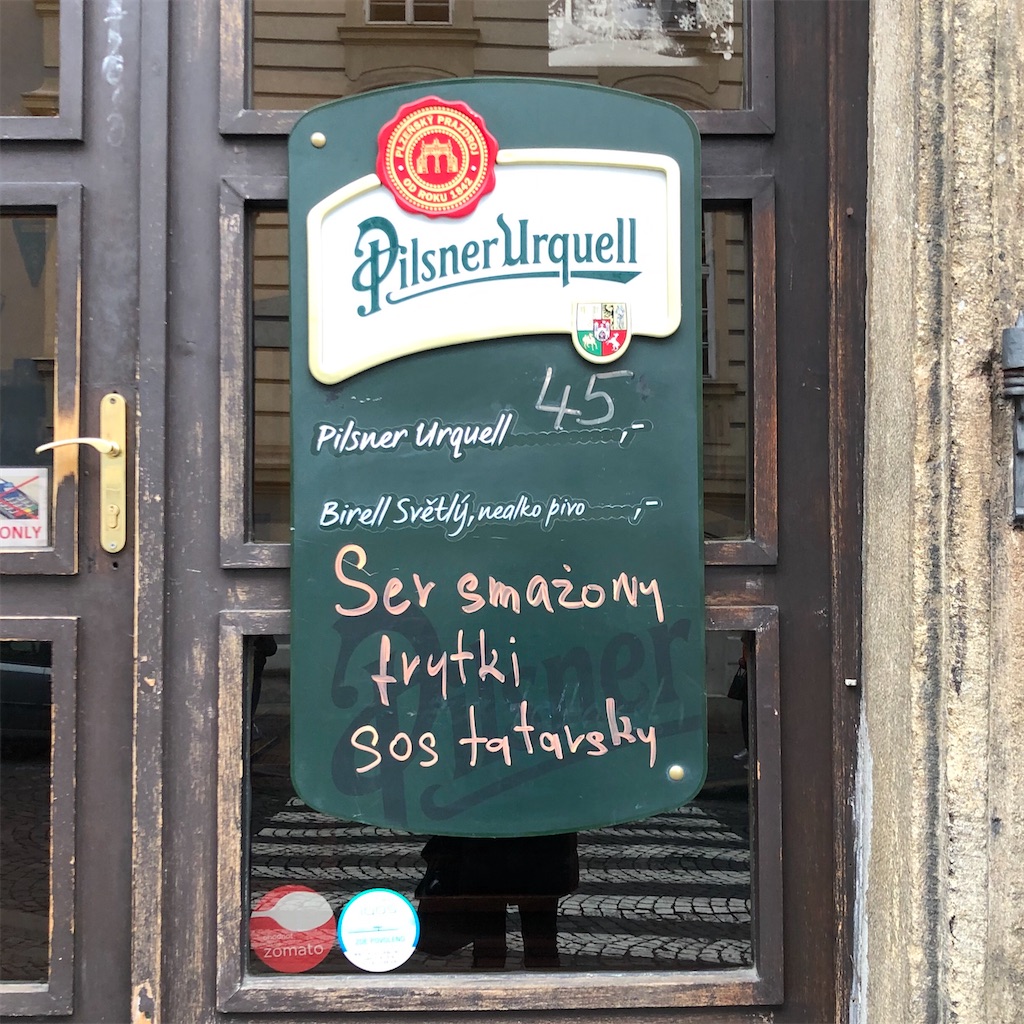 PLZEŇSKÝ PRAZDROJ
OD ROKU 1842
Pilsner Urquell
45
Pilsner Urquell ,-
Birell Světlý, nealko pivo ,-
Ser smażony
frytki
sos tatarsky
Pilsner
ONLY
zomato